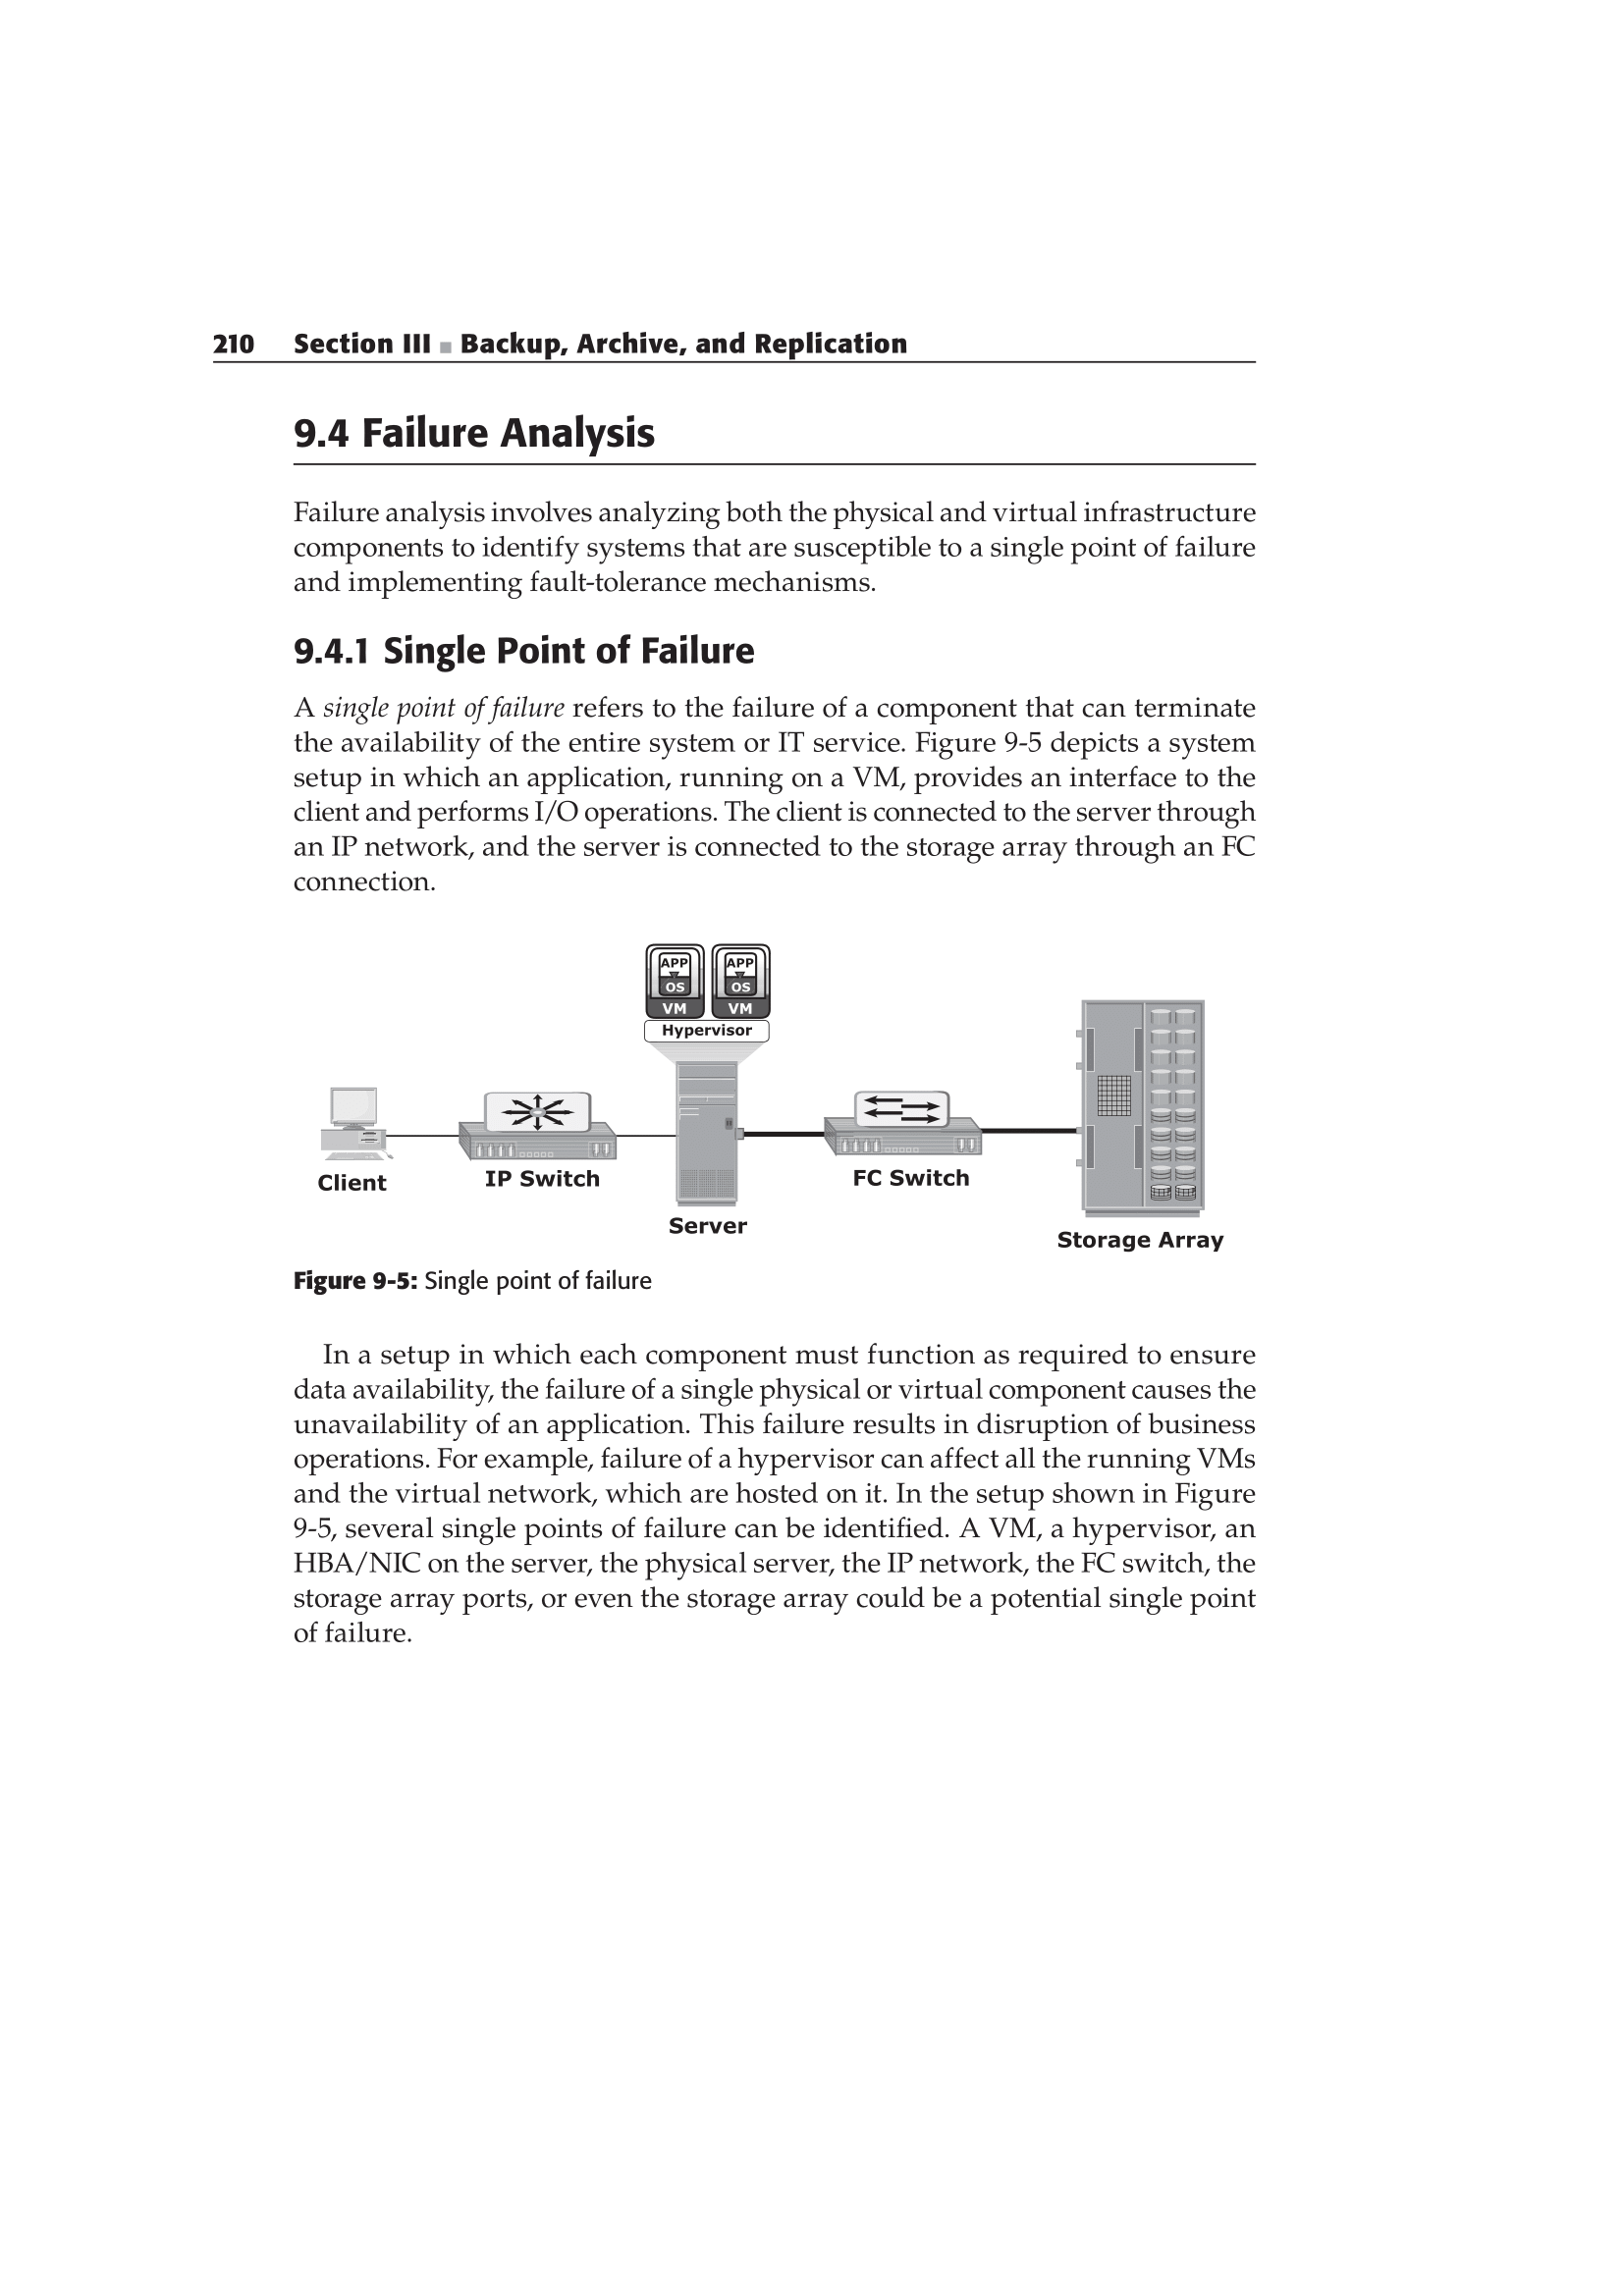 210 Section III ■ Backup, Archive, and Replication
9.4 Failure Analysis
Failure analysis involves analyzing both the physical and virtual infrastructure
components to identify systems that are susceptible to a single point of failure
and implementing fault-tolerance mechanisms.
9.4.1 Single Point of Failure
A single point of failure refers to the failure of a component that can terminate
the availability of the entire system or IT service. Figure 9-5 depicts a system
setup in which an application, running on a VM, provides an interface to the
client and performs I/O operations. The client is connected to the server through
an IP network, and the server is connected to the storage array through an FC
connection.
APP APP
OS OS
VM VM
Hypervisor
Client
IP Switch
Server
FC Switch
Storage Array
Figure 9-5: Single point of failure
In a setup in which each component must function as required to ensure
data availability, the failure of a single physical or virtual component causes the
unavailability of an application. This failure results in disruption of business
operations. For example, failure of a hypervisor can affect all the running VMs
and the virtual network, which are hosted on it. In the setup shown in Figure
9-5, several single points of failure can be identified. A VM, a hypervisor, an
HBA/NIC on the server, the physical server, the IP network, the FC switch, the
storage array ports, or even the storage array could be a potential single point
of failure.